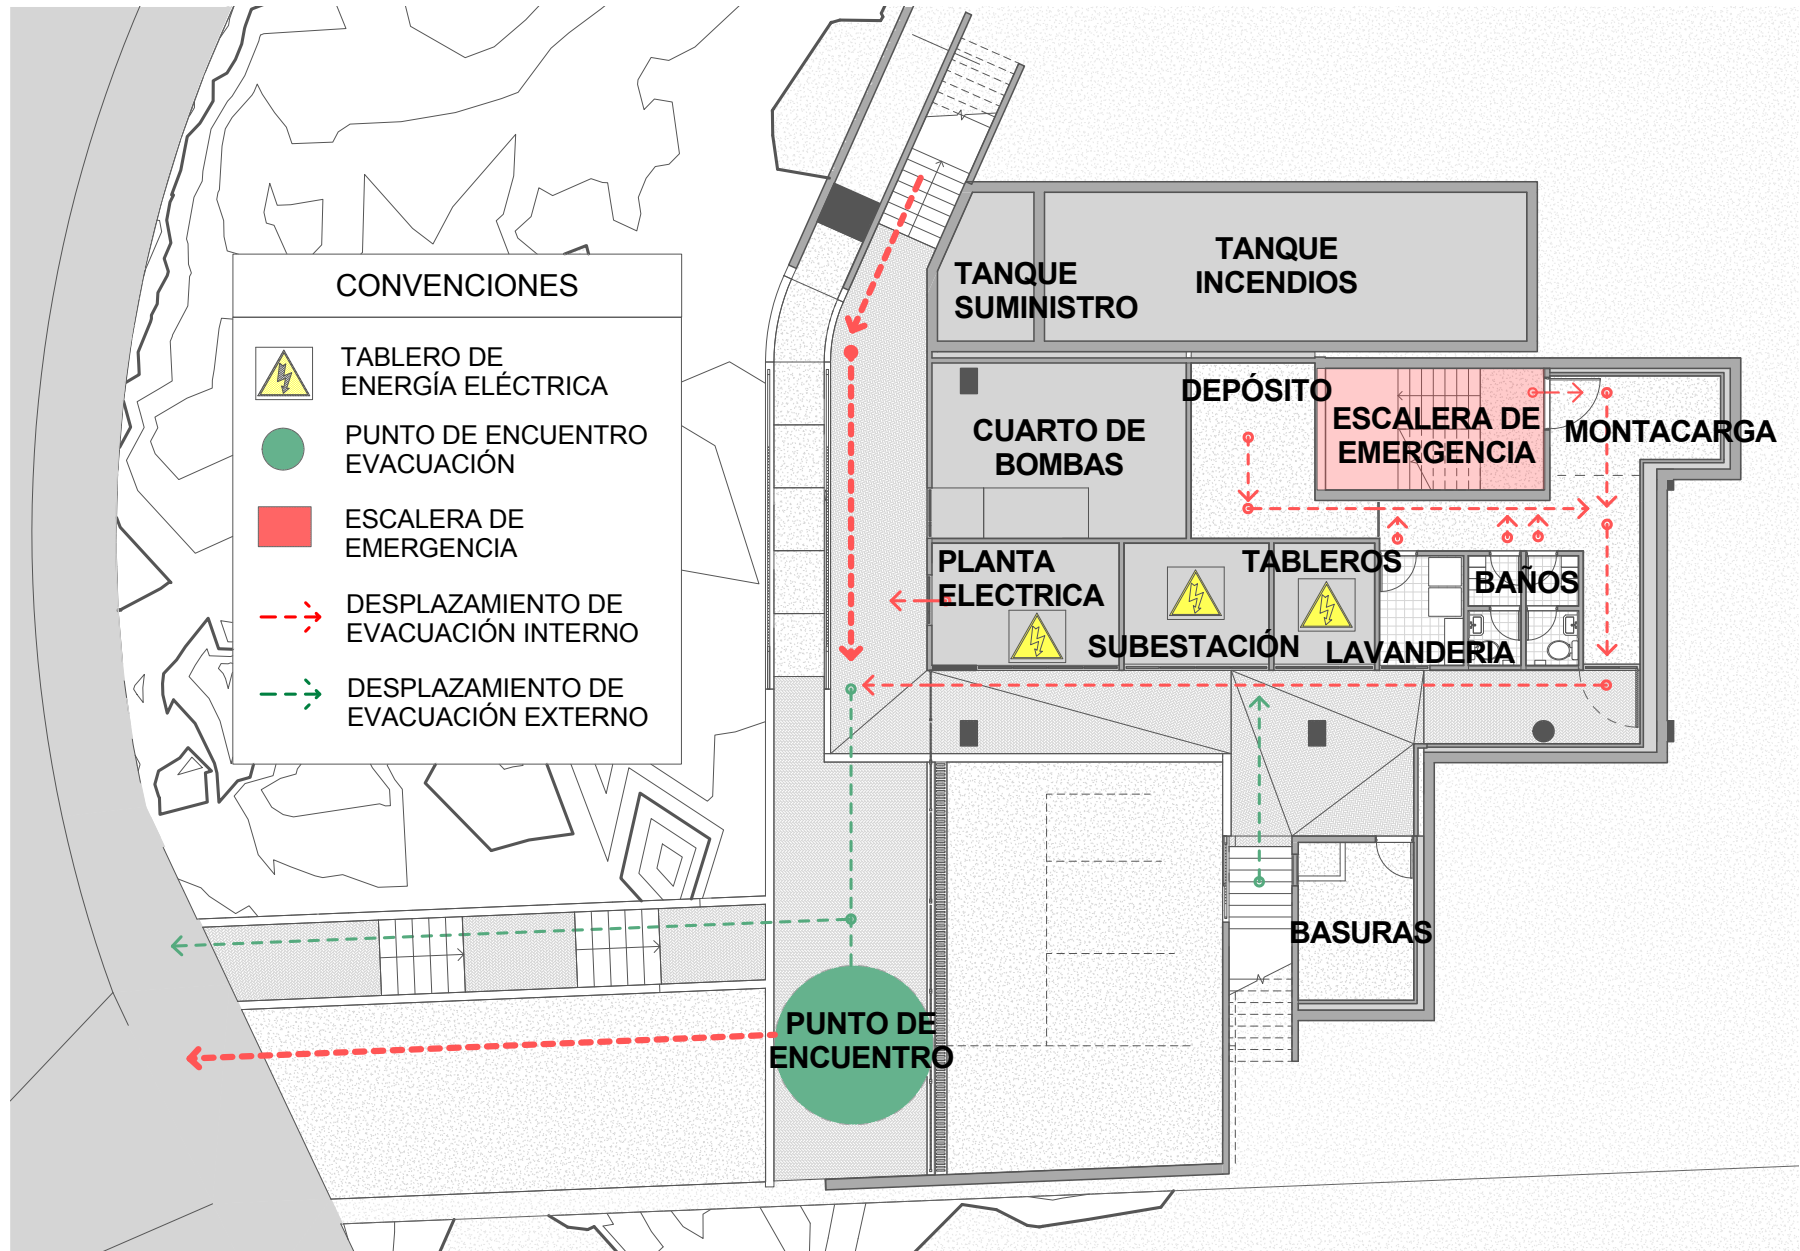 CONVENCIONES
TABLERO DE
ENERGÍA ELÉCTRICA
PUNTO DE ENCUENTRO
EVACUACIÓN
ESCALERA DE
EMERGENCIA
DESPLAZAMIENTO DE
EVACUACIÓN INTERNO
DESPLAZAMIENTO DE
EVACUACIÓN EXTERNO
TANQUE
SUMINISTRO
TANQUE
INCENDIOS
CUARTO DE
BOMBAS
DEPÓSITO
ESCALERA DE
EMERGENCIA
MONTACARGA
PLANTA
ELECTRICA
SUBESTACIÓN
TABLEROS
LAVANDERIA
BAÑOS
BASURAS
PUNTO DE
ENCUENTRO